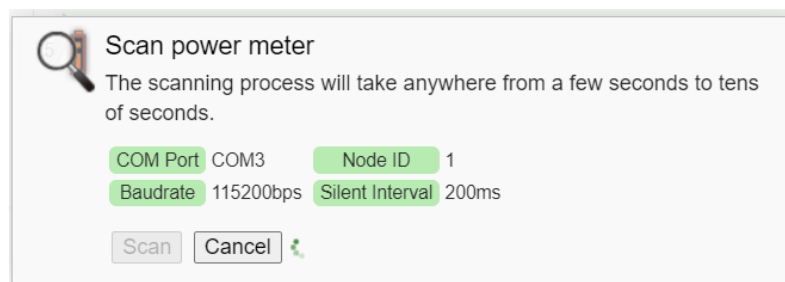 Scan power meter
The scanning process will take anywhere from a few seconds to tens
of seconds.
COM Port COM3 Node ID 1
Baudrate 115200bps Silent Interval 200ms
Scan Cancel